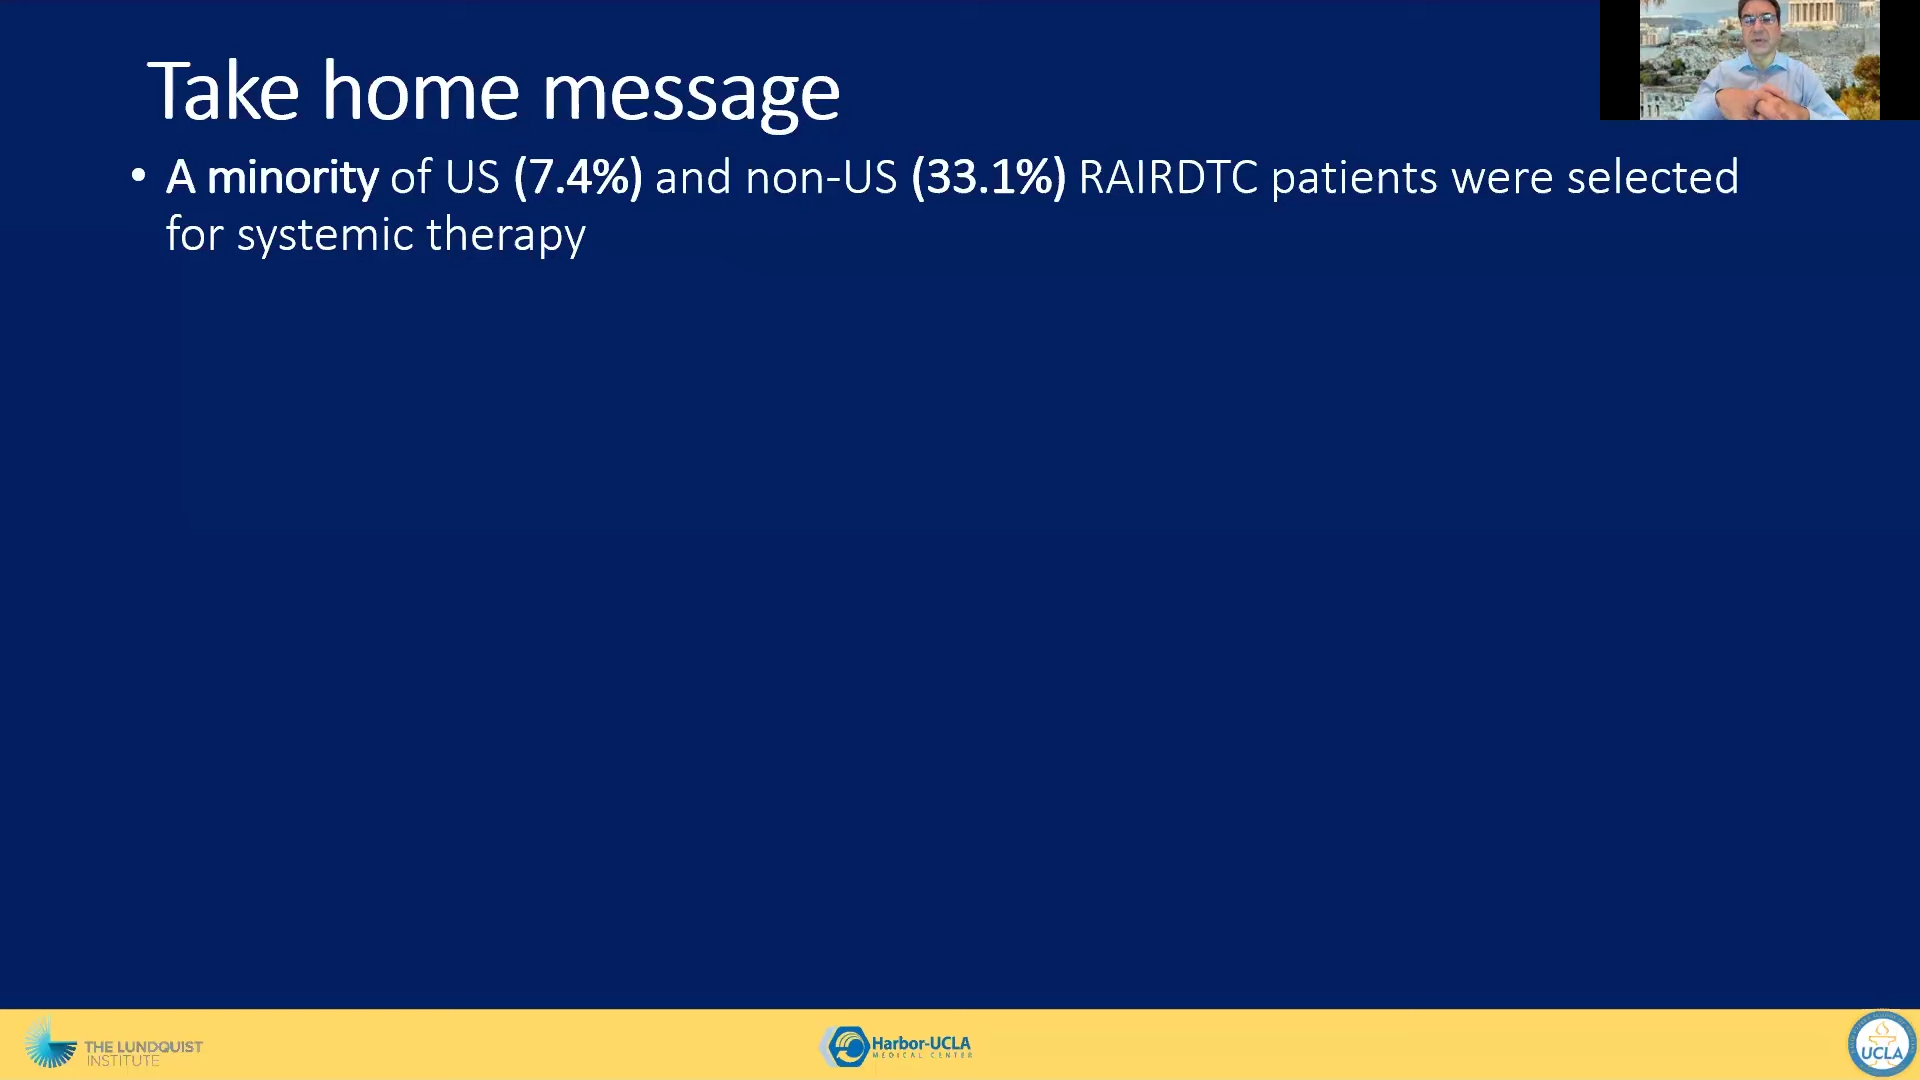 Take home message
• A minority of US (7.4%) and non-US (33.1%) RAIRDTC patients were selected
for systemic therapy
THE LUNDQUIST
INSTITUTE
Harbor-UCLA
MEDICAL CENTER
UCLA